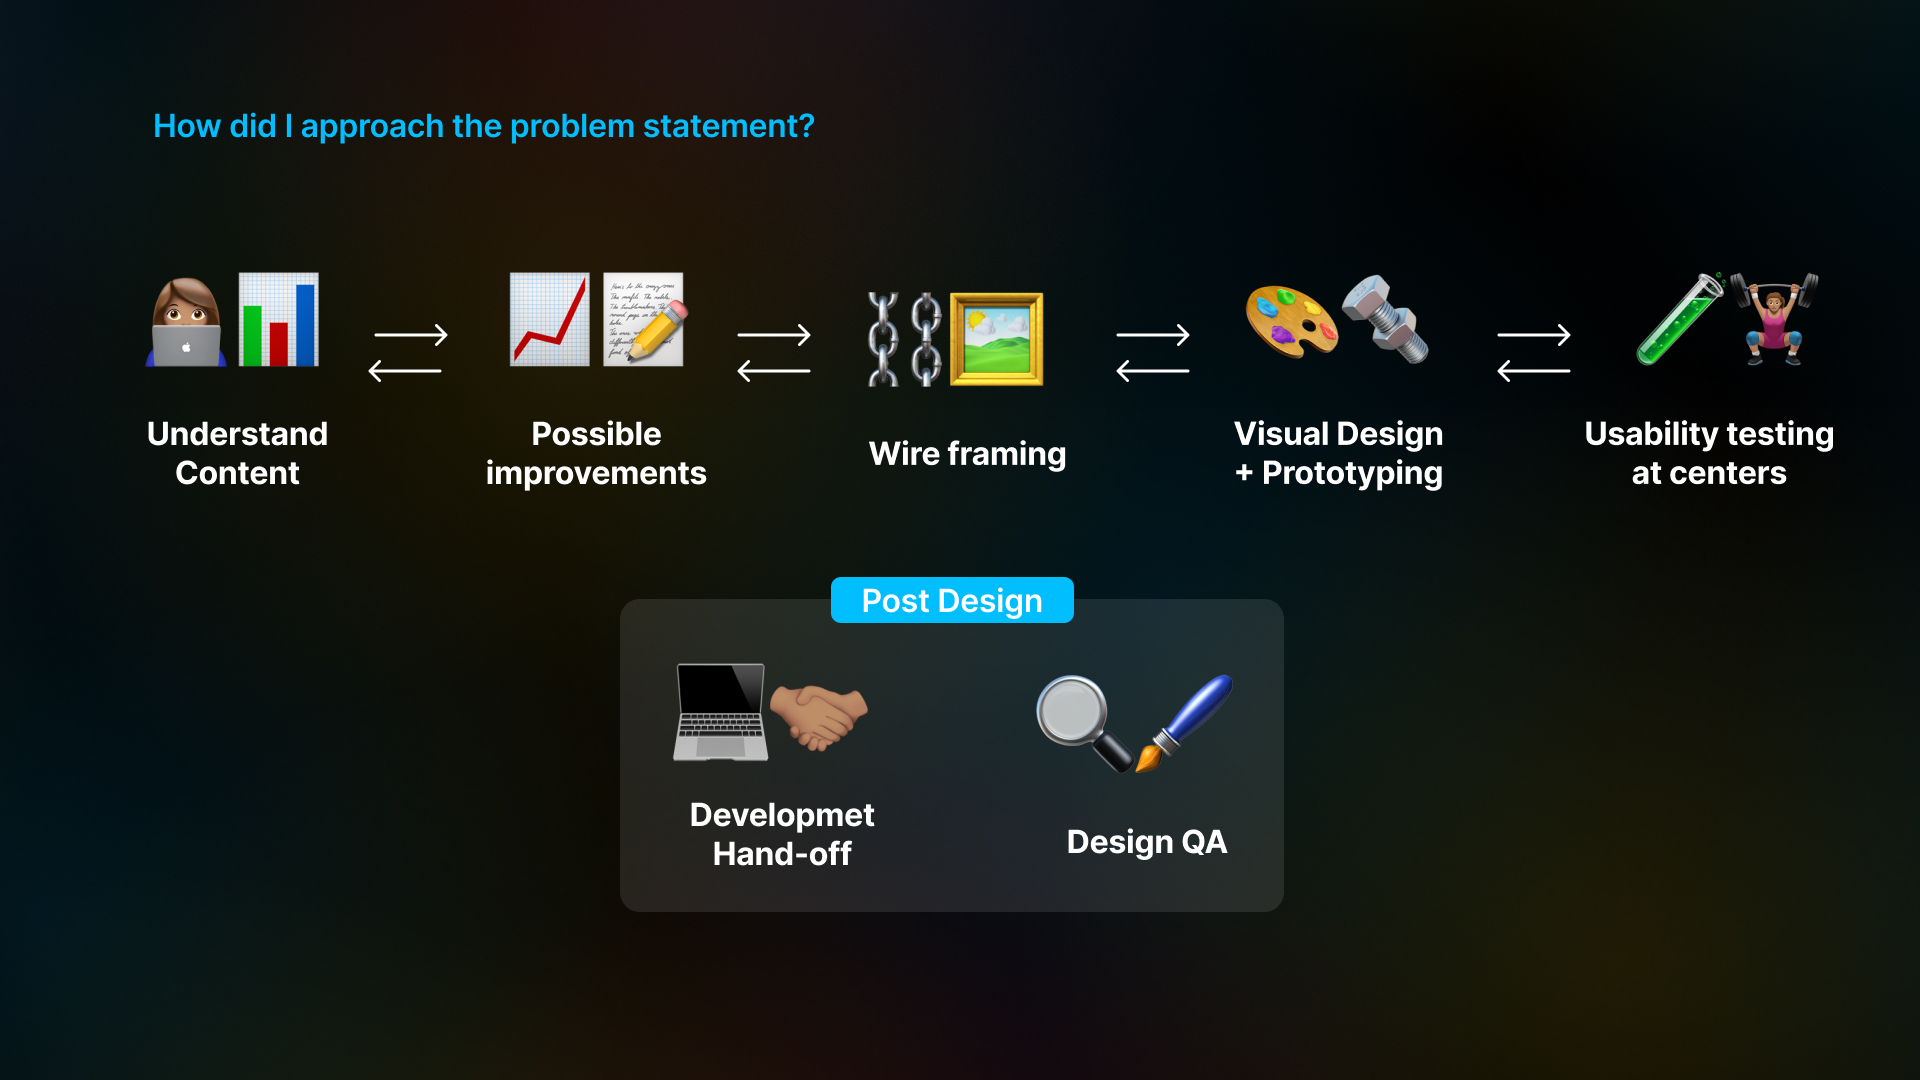 How did I approach the problem statement?
Understand
Content
Possible
improvements
Wire framing
Visual Design
+ Prototyping
Usability testing
at centers
Post Design
Developmet
Hand-off
Design QA